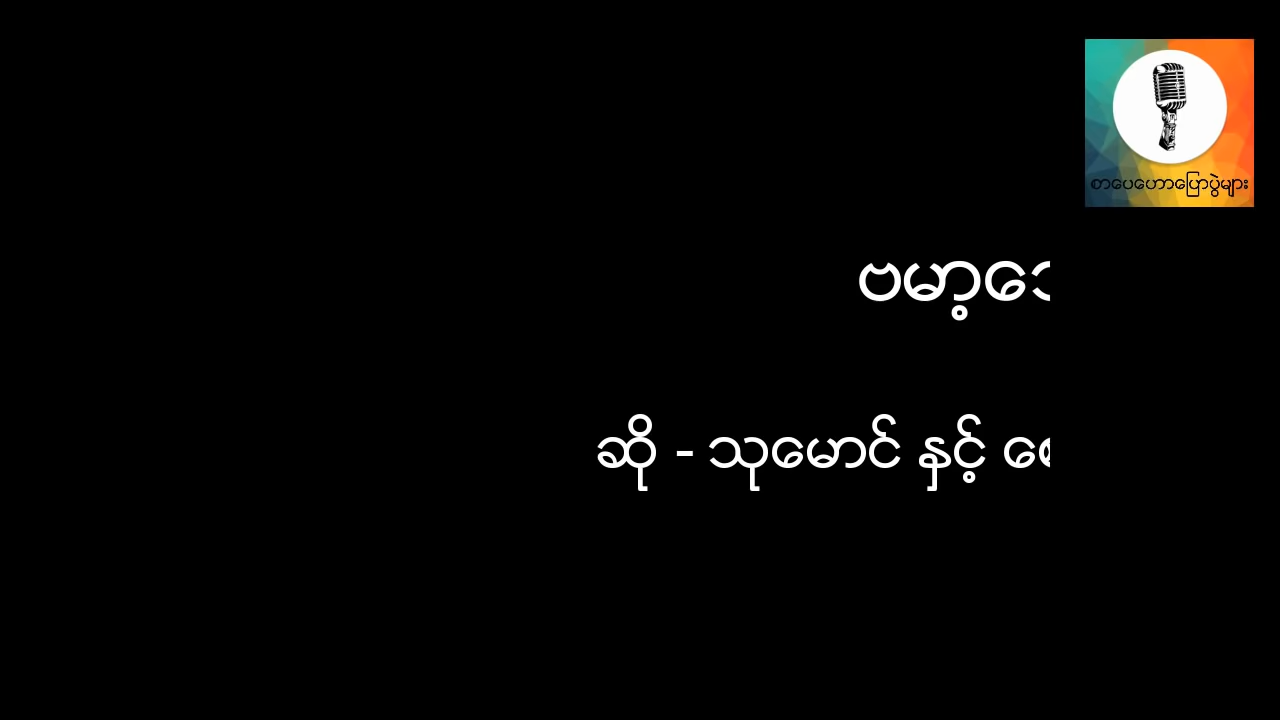 စာပေဟောပြောပွဲများ
ဗမာ့
ဆို - သုမောင် နှင့်